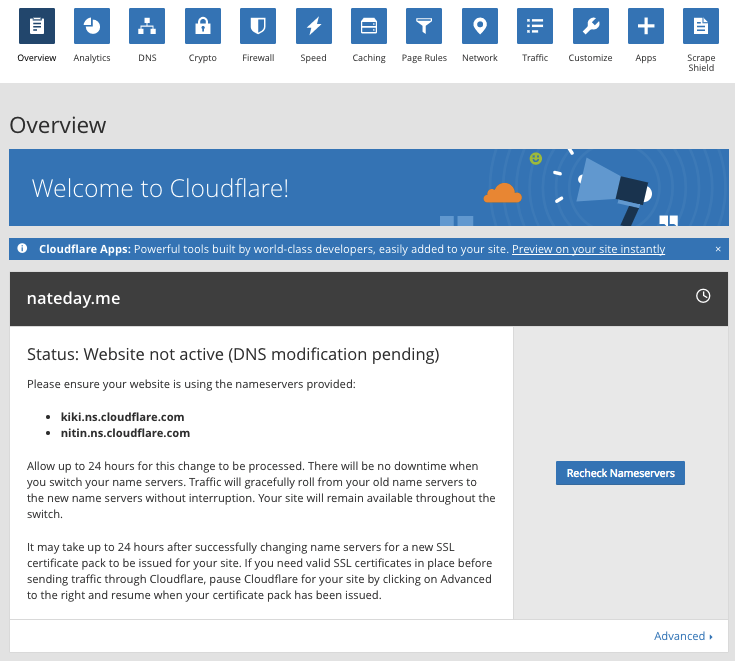 Overview
Analytics
DNS
Crypto
Firewall
Speed
Caching
Page Rules
Network
Traffic
Customize
Apps
Scrape
Shield
Overview
Welcome to Cloudflare!
Cloudflare Apps: Powerful tools built by world-class developers, easily added to your site. Preview on your site instantly ×
nateday.me
Status: Website not active (DNS modification pending)
Please ensure your website is using the nameservers provided:
• kiki.ns.cloudflare.com
• nitin.ns.cloudflare.com
Allow up to 24 hours for this change to be processed. There will be no downtime when
you switch your name servers. Traffic will gracefully roll from your old name servers to
the new name servers without interruption. Your site will remain available throughout the
switch.
It may take up to 24 hours after successfully changing name servers for a new SSL
certificate pack to be issued for your site. If you need valid SSL certificates in place before
sending traffic through Cloudflare, pause Cloudflare for your site by clicking on Advanced
to the right and resume when your certificate pack has been issued.
Recheck Nameservers
Advanced